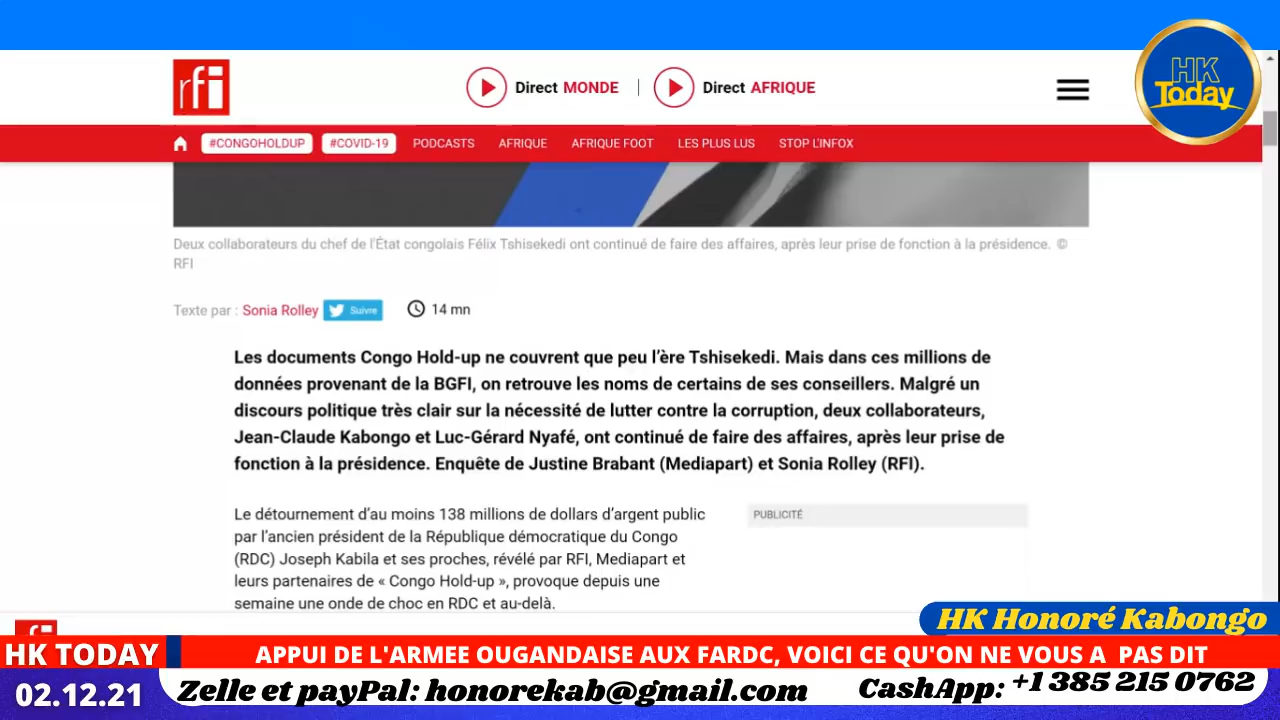 rfi
Direct MONDE
Direct AFRIQUE
HK
Today
#CONGOHOLDUP
#COVID-19
PODCASTS
AFRIQUE
AFRIQUE FOOT
LES PLUS LUS
STOP L'INFOX
Deux collaborateurs du chef de l'État congolais Félix Tshisekedi ont continué de faire des affaires, après leur prise de fonction à la présidence. ©
RFI
Texte par : Sonia Rolley Suivre 14 mn
Les documents Congo Hold-up ne couvrent que peu l’ère Tshisekedi. Mais dans ces millions de
données provenant de la BGFI, on retrouve les noms de certains de ses conseillers. Malgré un
discours politique très clair sur la nécessité de lutter contre la corruption, deux collaborateurs,
Jean-Claude Kabongo et Luc-Gérard Nyafé, ont continué de faire des affaires, après leur prise de
fonction à la présidence. Enquête de Justine Brabant (Mediapart) et Sonia Rolley (RFI).
Le détournement d’au moins 138 millions de dollars d’argent public
par l’ancien président de la République démocratique du Congo
(RDC) Joseph Kabila et ses proches, révélé par RFI, Mediapart et
leurs partenaires de « Congo Hold-up », provoque depuis une
semaine une onde de choc en RDC et au-delà.
PUBLICITÉ
HK Honoré Kabongo
HK TODAY
APPUI DE L'ARMEE OUGANDAISE AUX FARDC, VOICI CE QU'ON NE VOUS A PAS DIT
02.12.21
Zelle et payPal: honorekab@gmail.com
CashApp: +1 385 215 0762